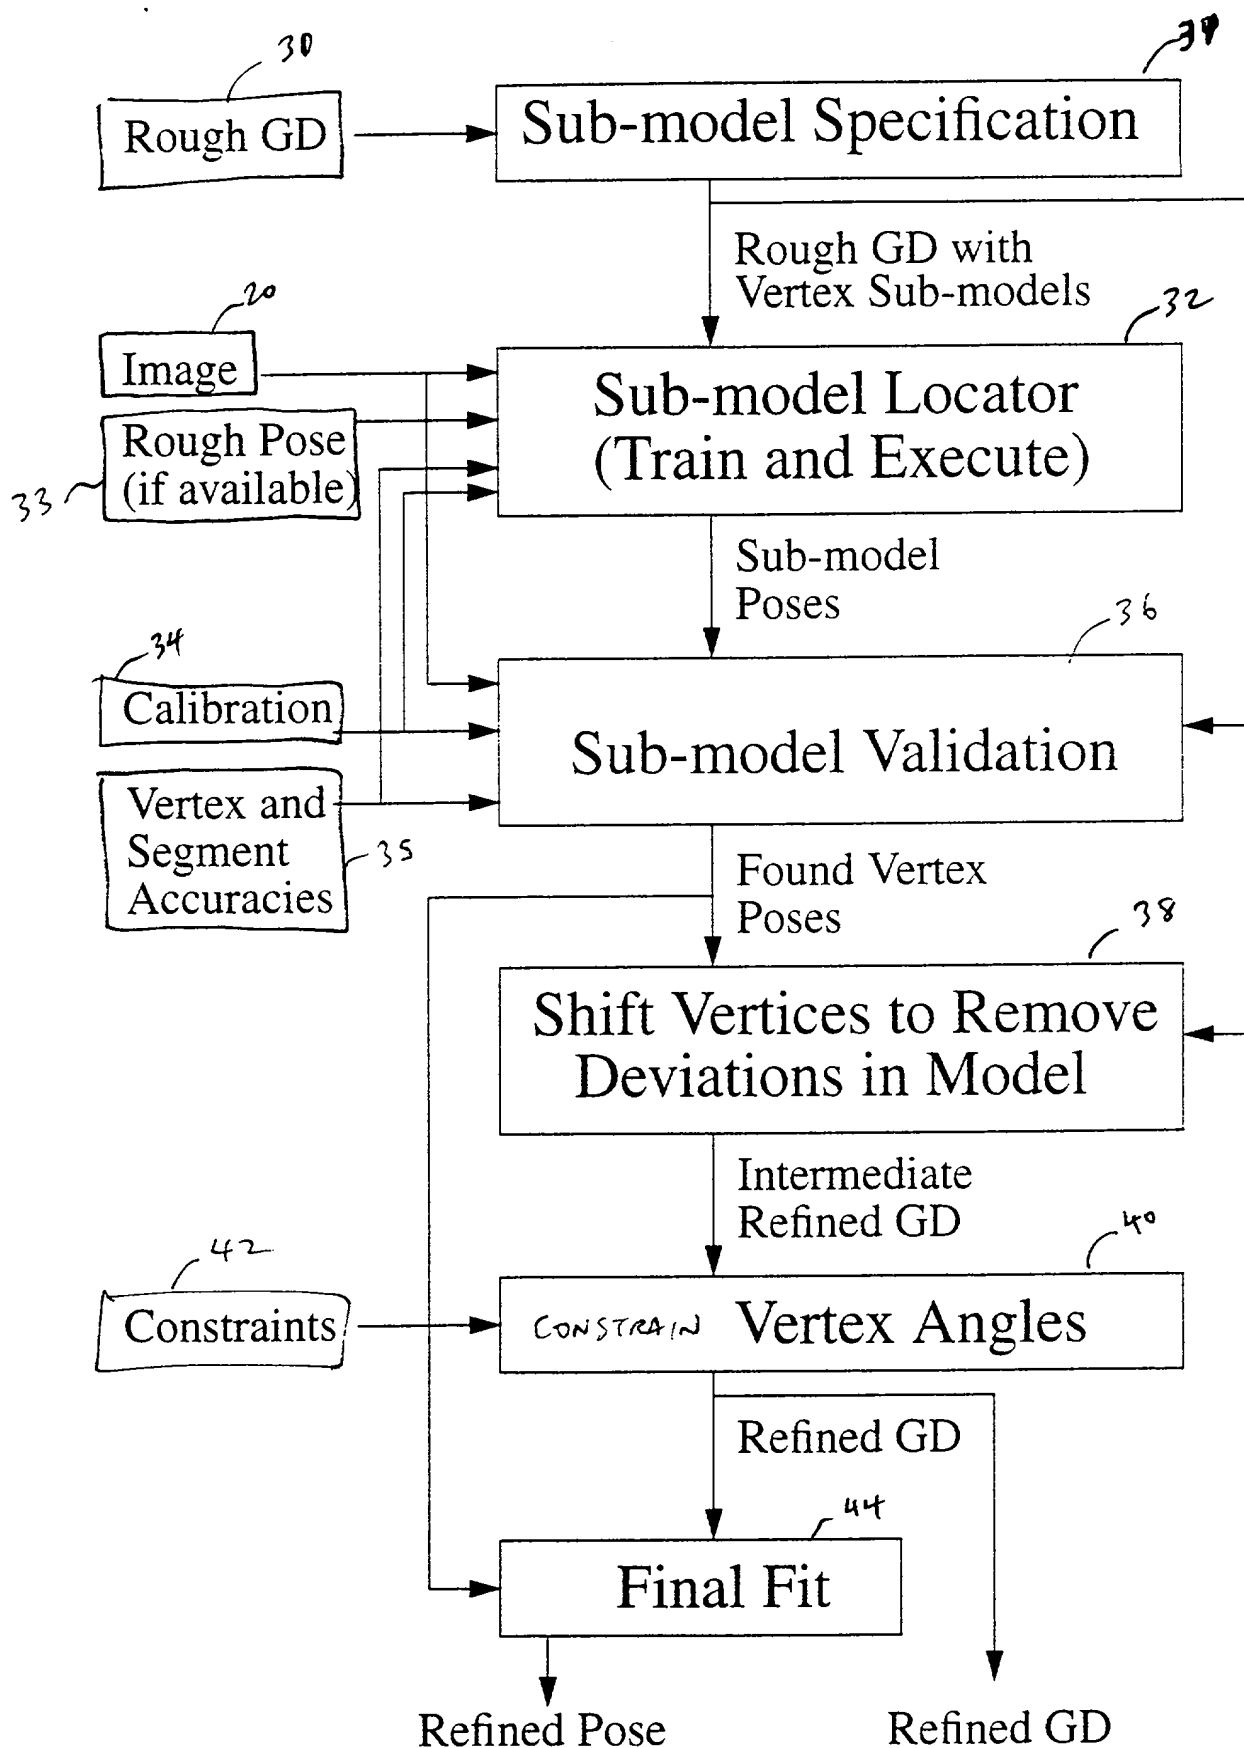 30
Rough GD
Sub-model Specification
Rough GD with
Vertex Sub-models
20
Image
32
Sub-model Locator
(Train and Execute)
Rough Pose
(if available)
33
Sub-model
Poses
34
Calibration
36
Sub-model Validation
Vertex and
Segment
Accuracies
35
Found Vertex
Poses
38
Shift Vertices to Remove
Deviations in Model
Intermediate
Refined GD
42
Constraints
40
CONSTRAIN Vertex Angles
Refined GD
44
Final Fit
Refined Pose
Refined GD